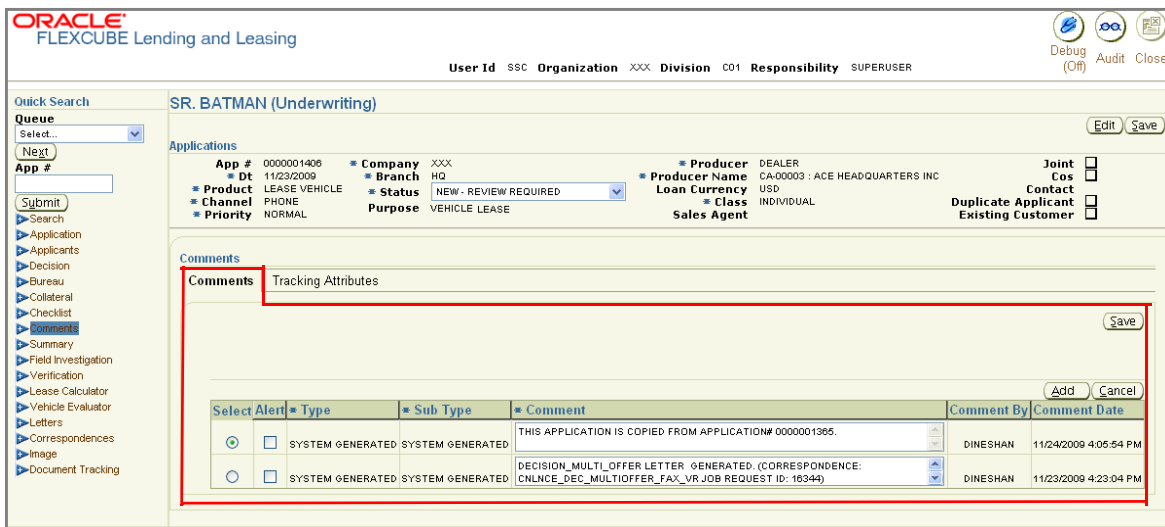 ORACLE
FLEXCUBE Lending and Leasing
Debug (Off)
Audit
Close
User Id SSC Organization XXX Division C01 Responsibility SUPERUSER
Quick Search
Queue
Select...
Next
App #
Submit
Search
Application
Applicants
Decision
Bureau
Collateral
Checklist
Comments
Summary
Field Investigation
Verification
Lease Calculator
Vehicle Evaluator
Letters
Correspondences
Image
Document Tracking
SR. BATMAN (Underwriting)
Edit Save
Applications
App # 0000001406 * Company XXX * Producer DEALER Joint
* Dt 11/23/2009 * Branch HQ * Producer Name CA-00003 : ACE HEADQUARTERS INC Cos
* Product LEASE VEHICLE * Status NEW - REVIEW REQUIRED Loan Currency USD Contact
* Channel PHONE Purpose VEHICLE LEASE * Class INDIVIDUAL Duplicate Applicant
* Priority NORMAL Sales Agent Existing Customer
Comments
Comments Tracking Attributes
Save
Add Cancel
Select Alert * Type * Sub Type * Comment Comment By Comment Date
SYSTEM GENERATED SYSTEM GENERATED THIS APPLICATION IS COPIED FROM APPLICATION# 0000001365. DINESHAN 11/24/2009 4:05:54 PM
SYSTEM GENERATED SYSTEM GENERATED DECISION_MULTI_OFFER LETTER GENERATED. (CORRESPONDENCE:
CNLNCE_DEC_MULTIOFFER_FAX_VR JOB REQUEST ID: 16344) DINESHAN 11/23/2009 4:23:04 PM